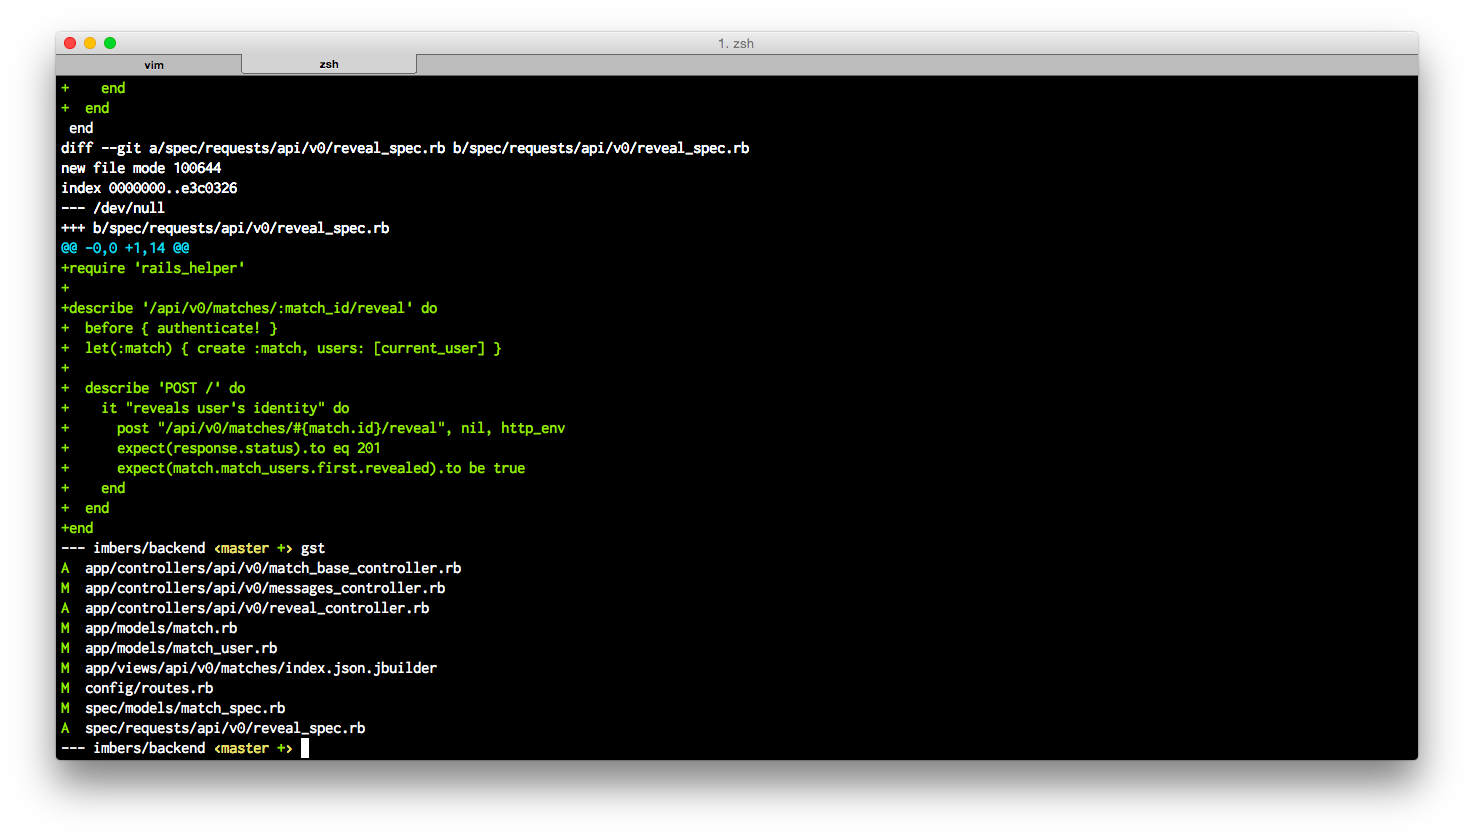 1. zsh
vim zsh
+    end
+  end
 end
diff --git a/spec/requests/api/v0/reveal_spec.rb b/spec/requests/api/v0/reveal_spec.rb
new file mode 100644
index 0000000..e3c0326
--- /dev/null
+++ b/spec/requests/api/v0/reveal_spec.rb
@@ -0,0 +1,14 @@
+require 'rails_helper'
+
+describe '/api/v0/matches/:match_id/reveal' do
+  before { authenticate! }
+  let(:match) { create :match, users: [current_user] }
+
+  describe 'POST /' do
+    it "reveals user's identity" do
+      post "/api/v0/matches/#{match.id}/reveal", nil, http_env
+      expect(response.status).to eq 201
+      expect(match.match_users.first.revealed).to be true
+    end
+  end
+end
--- imbers/backend ‹master +› gst
A  app/controllers/api/v0/match_base_controller.rb
M  app/controllers/api/v0/messages_controller.rb
A  app/controllers/api/v0/reveal_controller.rb
M  app/models/match.rb
M  app/models/match_user.rb
M  app/views/api/v0/matches/index.json.jbuilder
M  config/routes.rb
M  spec/models/match_spec.rb
A  spec/requests/api/v0/reveal_spec.rb
--- imbers/backend ‹master +›